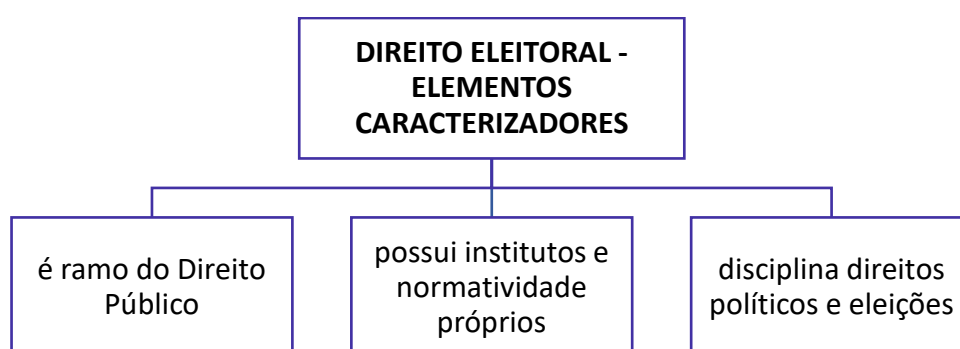 DIREITO ELEITORAL -
ELEMENTOS
CARACTERIZADORES
é ramo do Direito
Público
possui institutos e
normatividade
próprios
disciplina direitos
políticos e eleições